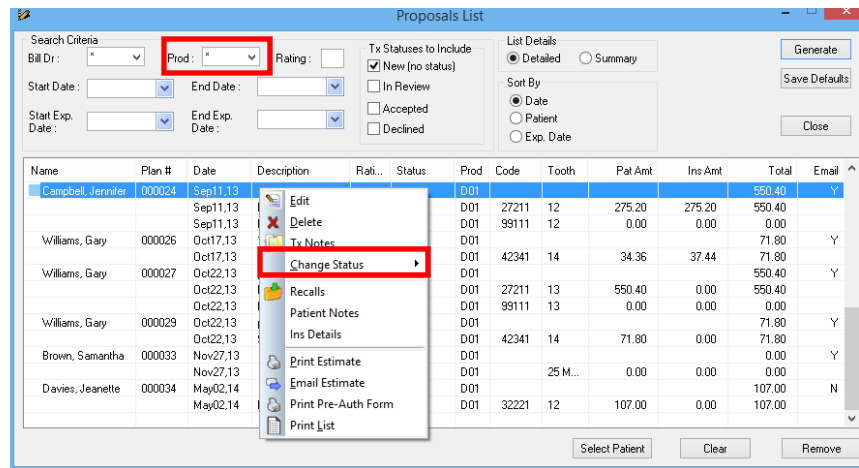 Proposals List
Search Criteria
Bill Dr : * Prod : * Rating :
Start Date : End Date :
Start Exp. Date : End Exp. Date :
Tx Statuses to Include
New (no status)
In Review
Accepted
Declined
List Details
Detailed Summary
Sort By
Date
Patient
Exp. Date
Generate
Save Defaults
Close
Name Plan # Date Description Rati... Status Prod Code Tooth Pat Amt Ins Amt Total Email
Campbell, Jennifer 000024 Sep11,13 D01 550.40 Y
Sep11,13 D01 27211 12 275.20 275.20 550.40
Sep11,13 D01 99111 12 0.00 0.00 0.00
Williams, Gary 000026 Oct17,13 D01 71.80 Y
Oct17,13 D01 42341 14 34.36 37.44 71.80
Williams, Gary 000027 Oct22,13 D01 550.40 Y
Oct22,13 D01 27211 13 550.40 0.00 550.40
Oct22,13 D01 99111 13 0.00 0.00 0.00
Williams, Gary 000029 Oct22,13 D01 71.80 Y
Oct22,13 D01 42341 14 71.80 0.00 71.80
Brown, Samantha 000033 Nov27,13 D01 0.00 Y
Nov27,13 D01 25 M... 0.00 0.00 0.00
Davies, Jeanette 000034 May02,14 D01 107.00 N
May02,14 D01 32221 12 107.00 0.00 107.00
Edit
Delete
Tx Notes
Change Status
Recalls
Patient Notes
Ins Details
Print Estimate
Email Estimate
Print Pre-Auth Form
Print List
Select Patient Clear Remove